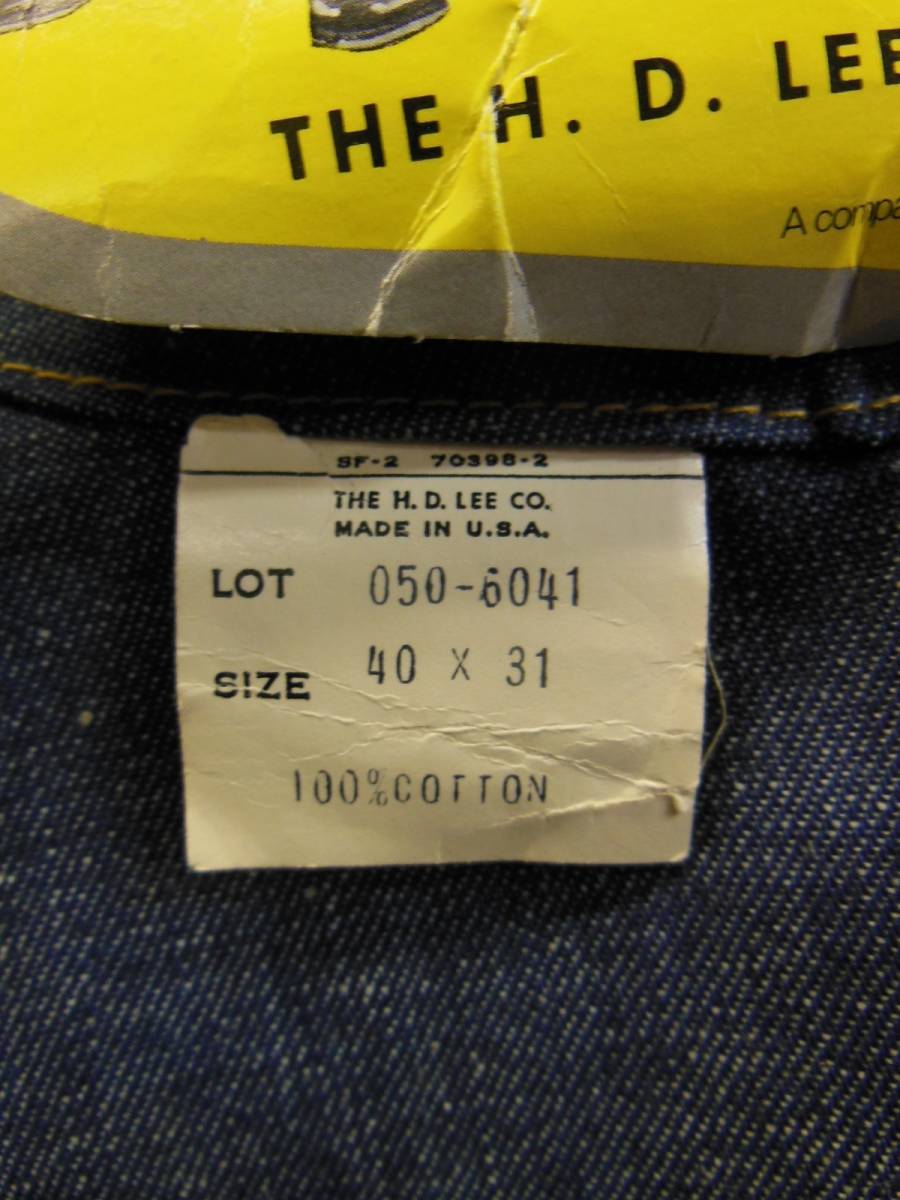 THE H. D. LEE
A compa
SF-2 70398-2
THE H. D. LEE CO.
MADE IN U.S.A.
LOT 050-6041
SIZE 40 X 31
100% COTTON